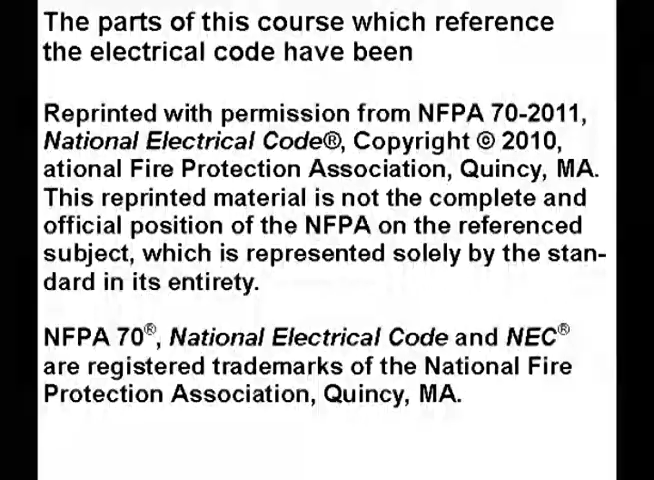 The parts of this course which reference
the electrical code have been
Reprinted with permission from NFPA 70-2011,
National Electrical Code®, Copyright © 2010,
ational Fire Protection Association, Quincy, MA.
This reprinted material is not the complete and
official position of the NFPA on the referenced
subject, which is represented solely by the stan-
dard in its entirety.
NFPA 70®, National Electrical Code and NEC®
are registered trademarks of the National Fire
Protection Association, Quincy, MA.